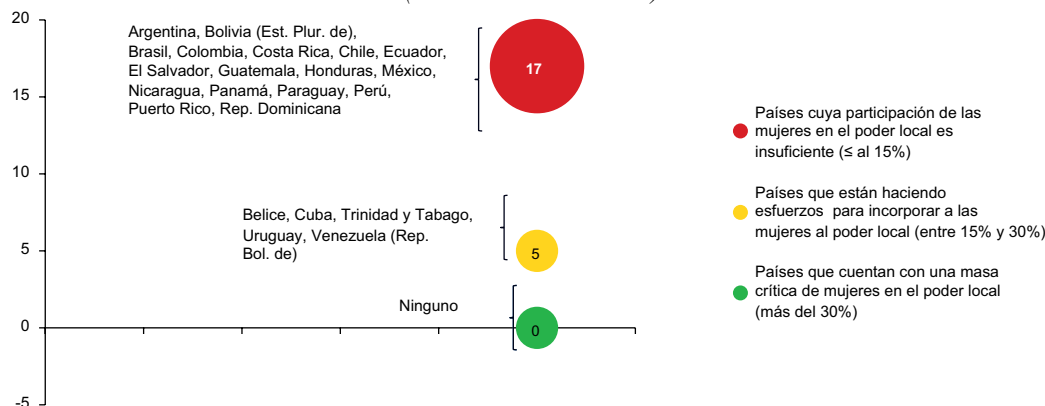 20
15
10
5
0
-5
Argentina, Bolivia (Est. Plur. de),
Brasil, Colombia, Costa Rica, Chile, Ecuador,
El Salvador, Guatemala, Honduras, México,
Nicaragua, Panamá, Paraguay, Perú,
Puerto Rico, Rep. Dominicana
17
Belice, Cuba, Trinidad y Tabago,
Uruguay, Venezuela (Rep.
Bol. de)
5
Ninguno
0
Países cuya participación de las
mujeres en el poder local es
insuficiente (≤ al 15%)
Países que están haciendo
esfuerzos para incorporar a las
mujeres al poder local (entre 15% y 30%)
Países que cuentan con una masa
crítica de mujeres en el poder local
(más del 30%)